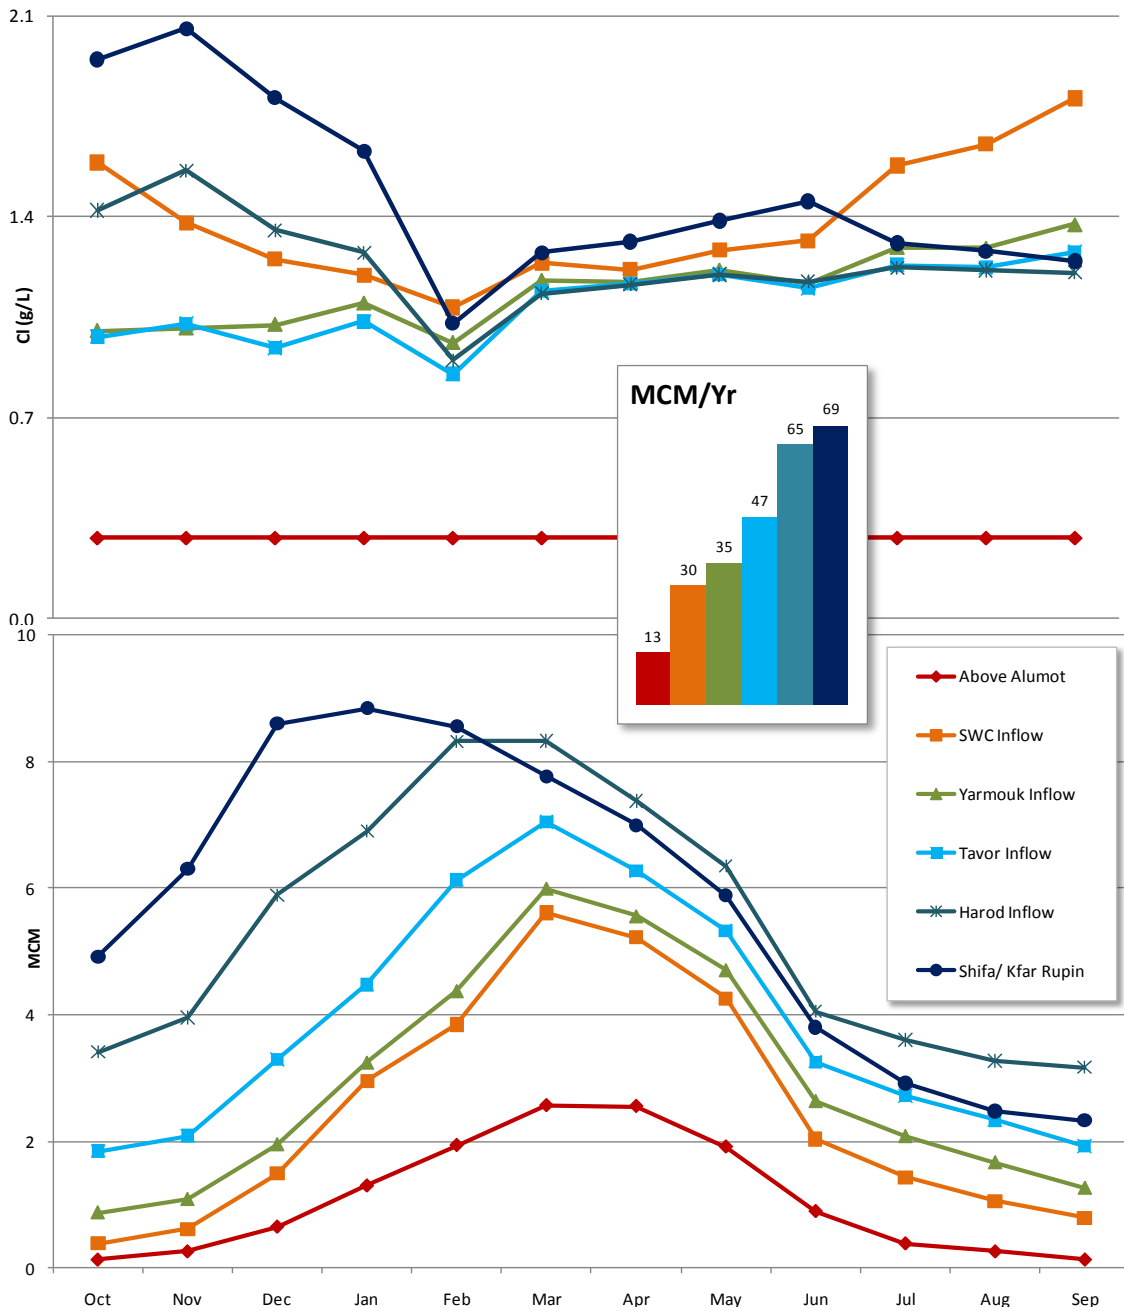 2.1
1.4
Cl (g/L)
0.7
0.0
MCM/Yr
69
65
47
35
30
13
10
8
6
MCM
4
2
0
Above Alumot
SWC Inflow
Yarmouk Inflow
Tavor Inflow
Harod Inflow
Shifa/ Kfar Rupin
Oct Nov Dec Jan Feb Mar Apr May Jun Jul Aug Sep